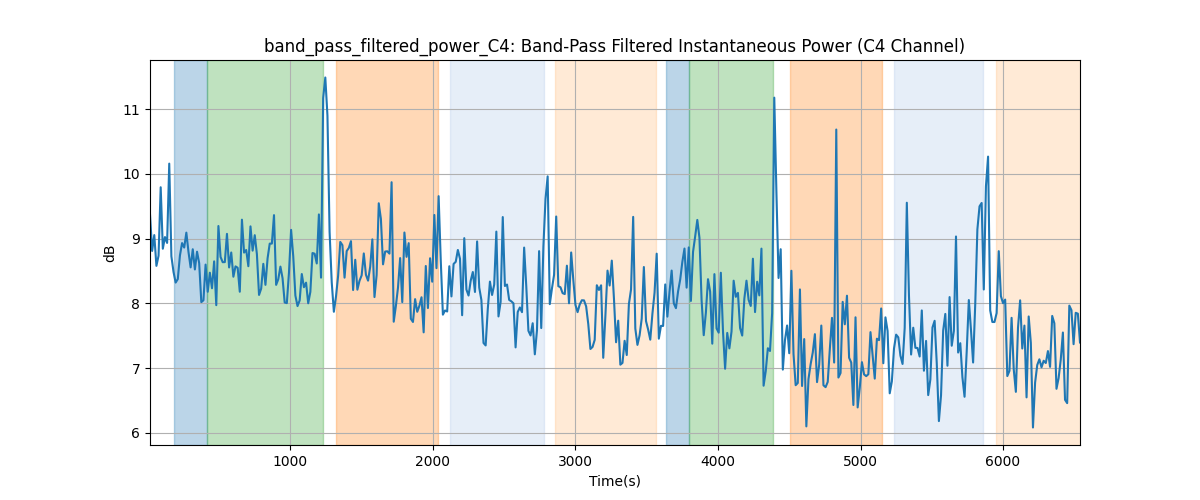 band_pass_filtered_power_C4: Band-Pass Filtered Instantaneous Power (C4 Channel)
dB
11
10
9
8
7
6
1000 2000 3000 4000 5000 6000
Time(s)